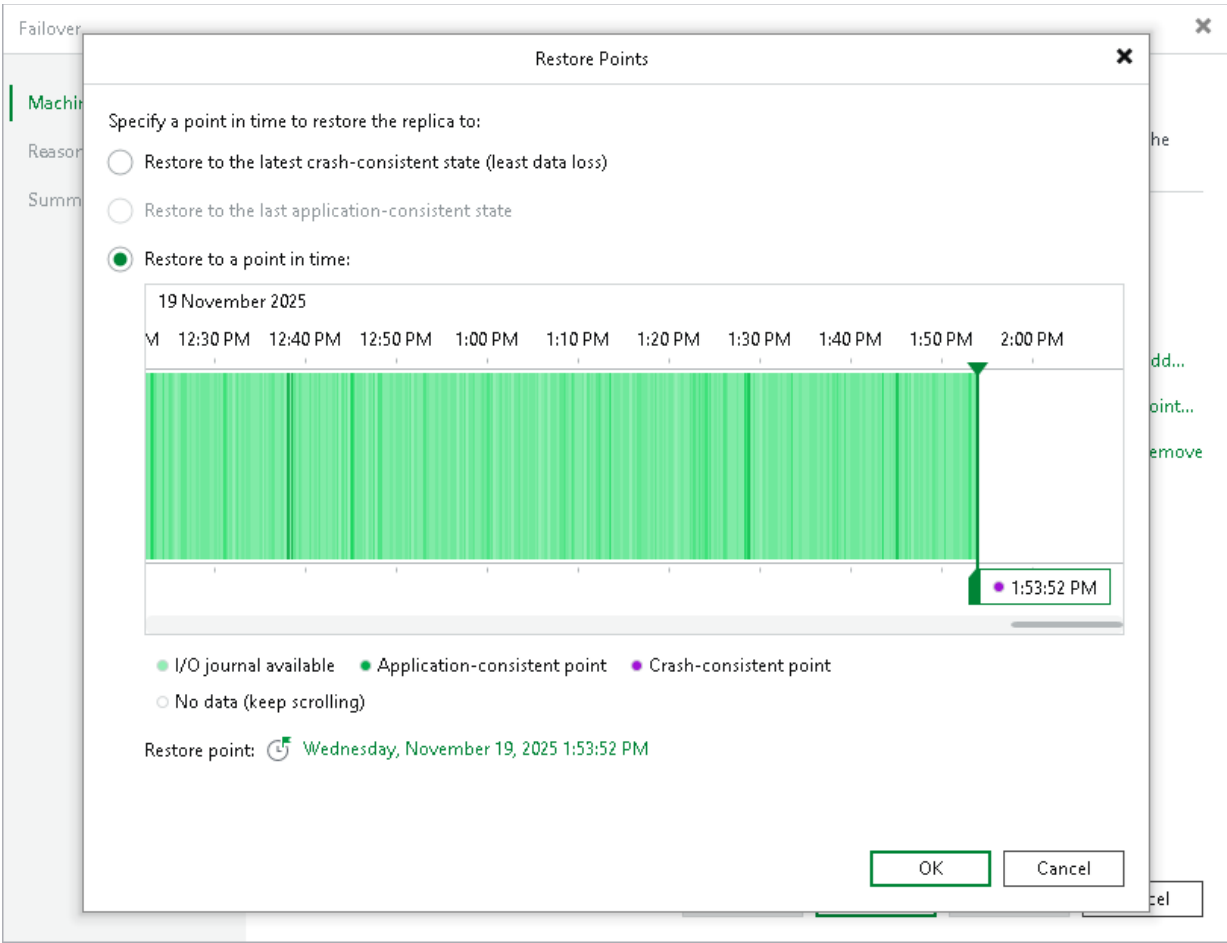 Failover
Restore Points
Machin
Specify a point in time to restore the replica to:
he
Reason
Restore to the latest crash-consistent state (least data loss)
Summ
Restore to the last application-consistent state
Restore to a point in time:
19 November 2025
M 12:30 PM 12:40 PM 12:50 PM 1:00 PM 1:10 PM 1:20 PM 1:30 PM 1:40 PM 1:50 PM 2:00 PM
dd...
oint...
emove
1:53:52 PM
I/O journal available Application-consistent point Crash-consistent point
No data (keep scrolling)
Restore point: Wednesday, November 19, 2025 1:53:52 PM
OK Cancel
cel